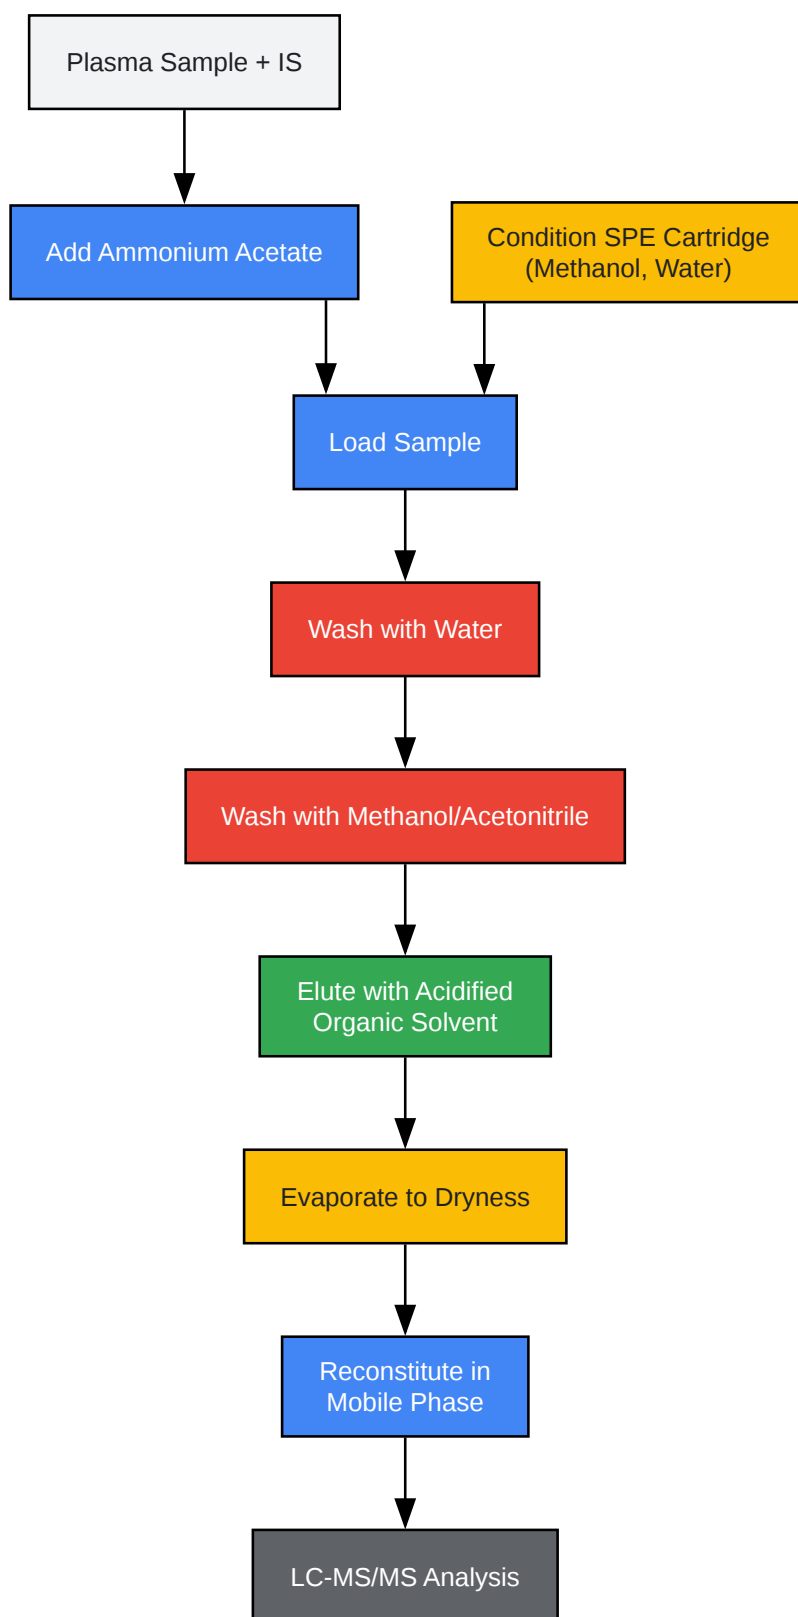 Plasma Sample + IS
Add Ammonium Acetate
Condition SPE Cartridge
(Methanol, Water)
Load Sample
Wash with Water
Wash with Methanol/Acetonitrile
Elute with Acidified
Organic Solvent
Evaporate to Dryness
Reconstitute in
Mobile Phase
LC-MS/MS Analysis